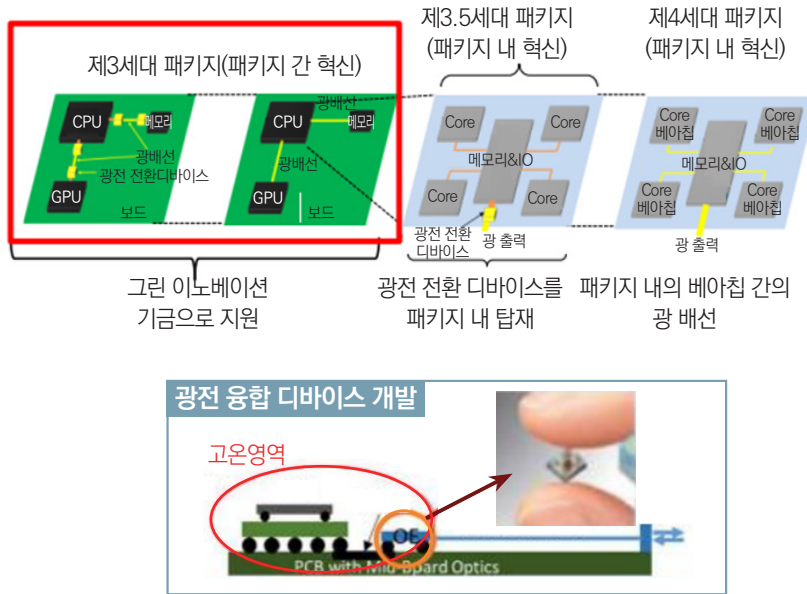 제3세대 패키지(패키지 간 혁신)
제3.5세대 패키지
(패키지 내 혁신)
제4세대 패키지
(패키지 내 혁신)
CPU
메모리
광배선
광전 전환디바이스
GPU
보드
CPU
광배선
메모리
광배선
GPU
보드
Core
Core
메모리&IO
Core
Core
광전 전환
디바이스
광 출력
Core
베아칩
Core
베아칩
메모리&IO
Core
베아칩
Core
베아칩
광 출력
그린 이노베이션
기금으로 지원
광전 전환 디바이스를
패키지 내 탑재
패키지 내의 베아칩 간의
광 배선
광전 융합 디바이스 개발
고온영역
OE
PCB with Mid-Board Optics